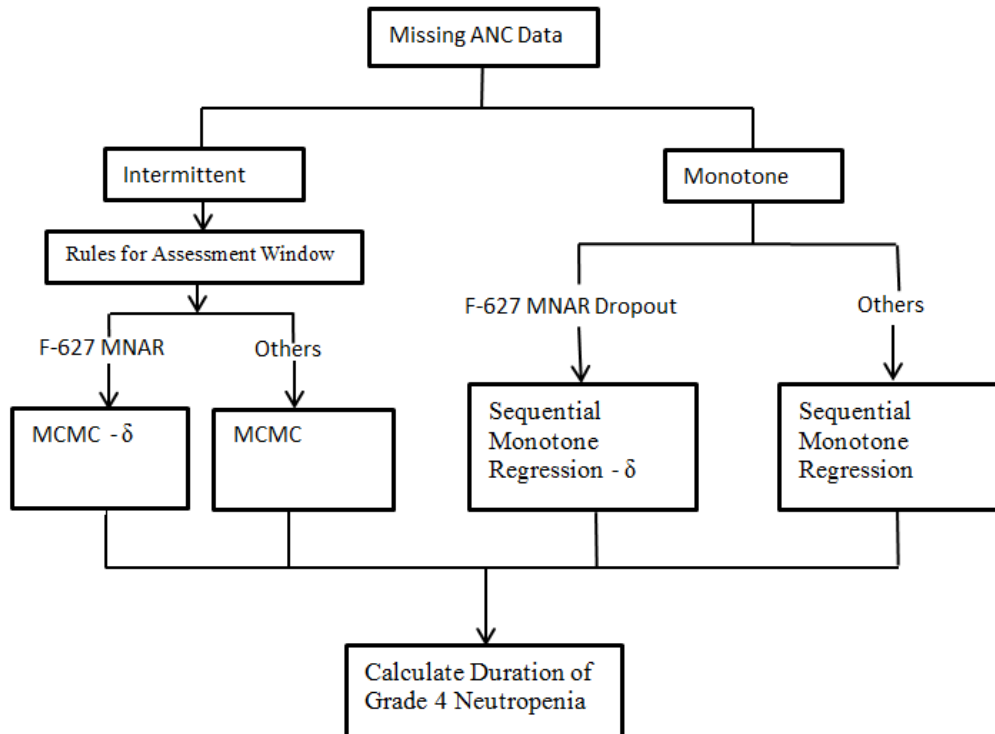 Missing ANC Data
Intermittent
Monotone
Rules for Assessment Window
F-627 MNAR Dropout
Others
F-627 MNAR
Others
MCMC - δ
MCMC
Sequential
Monotone
Regression - δ
Sequential
Monotone
Regression
Calculate Duration of
Grade 4 Neutropenia